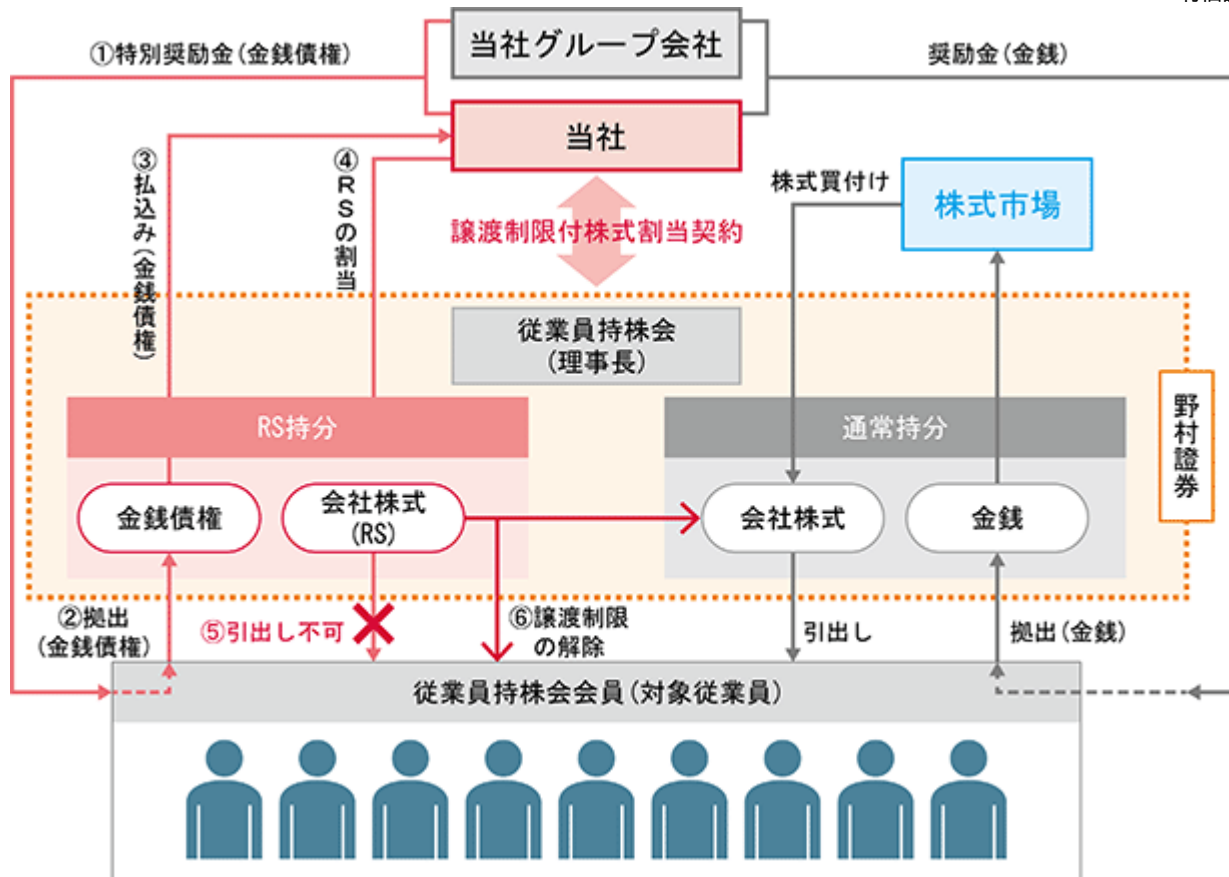 当社グループ会社
①特別奨励金(金銭債権)
奨励金(金銭)
当社
③払込み(金銭債権)
④RSの割当
株式買付け
株式市場
譲渡制限付株式割当契約
従業員持株会
(理事長)
野村證券
RS持分
通常持分
金銭債権
会社株式
(RS)
会社株式
金銭
②拠出
(金銭債権)
⑤引出し不可
⑥譲渡制限
の解除
引出し
拠出(金銭)
従業員持株会会員(対象従業員)